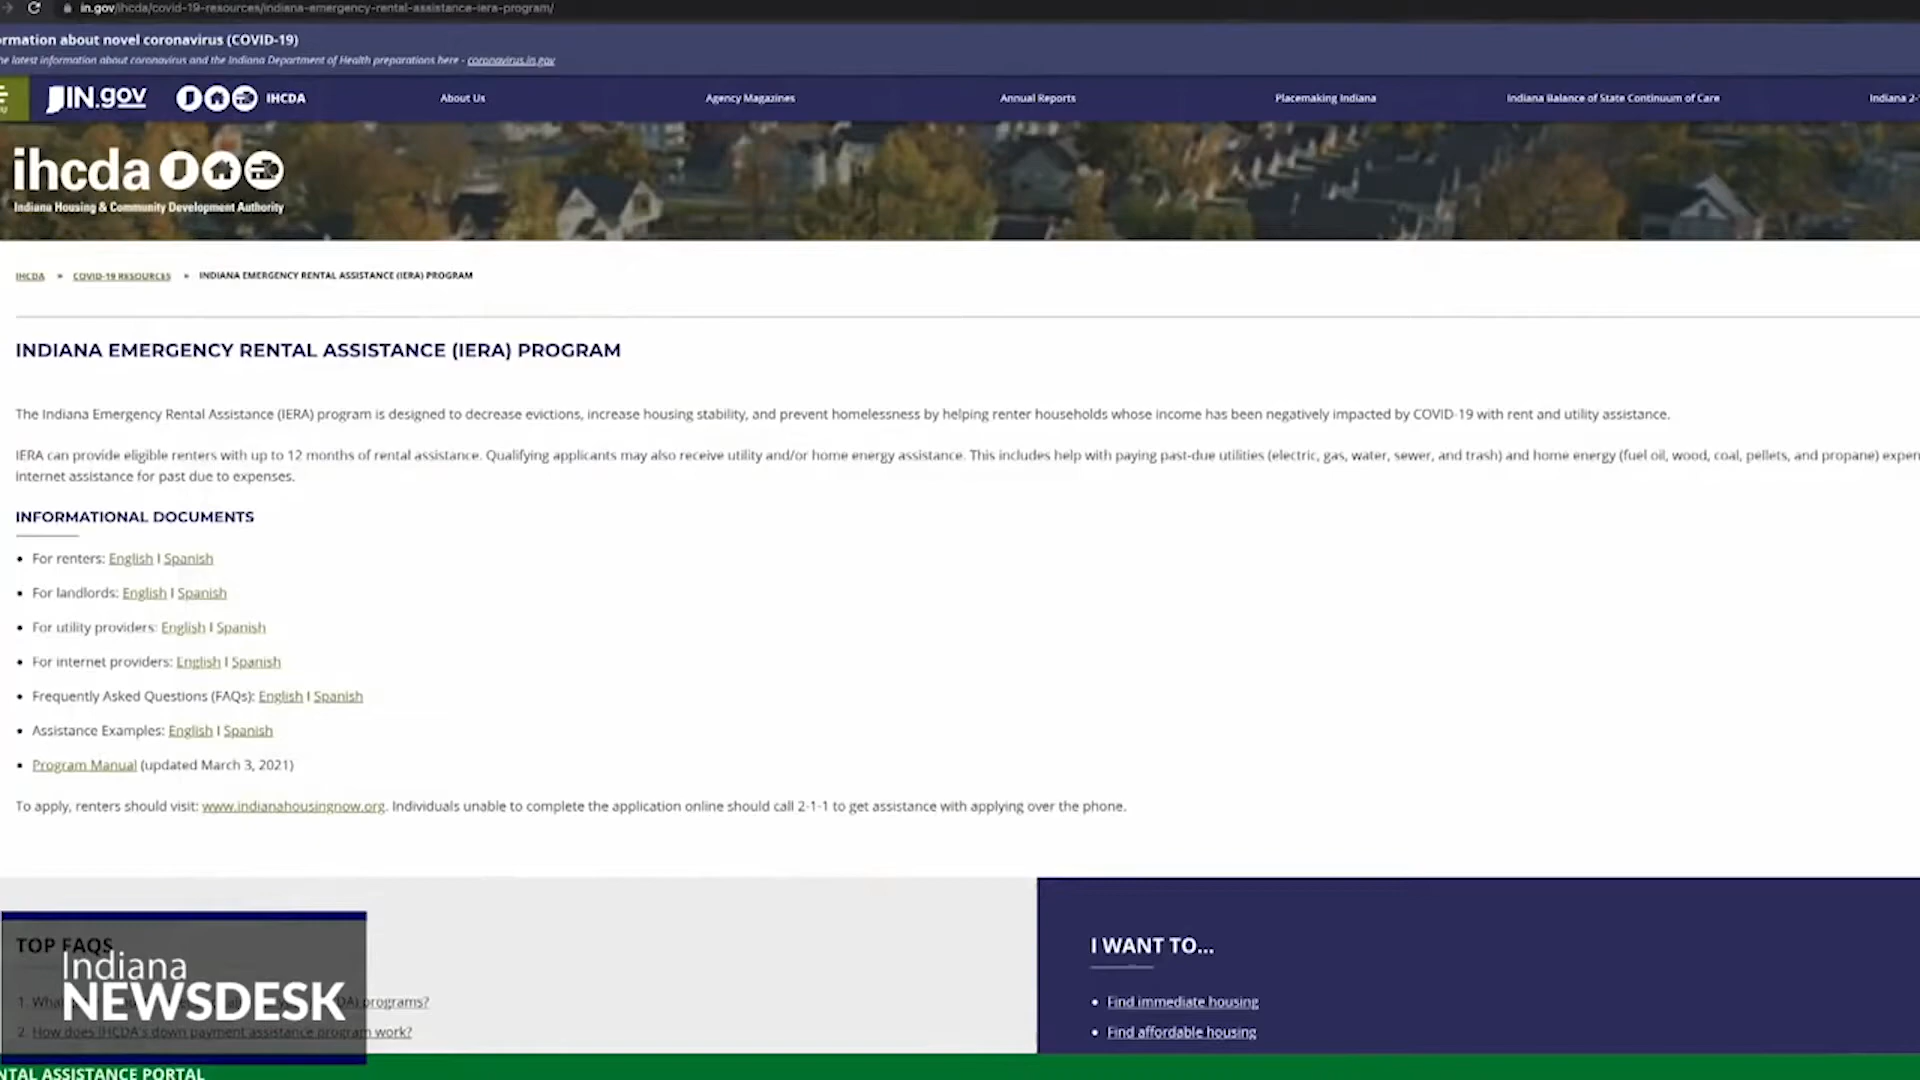 in.gov/ihcda/covid-19-resources/indiana-emergency-rental-assistance-iera-program/
rmation about novel coronavirus (COVID-19)
he latest information about coronavirus and the Indiana Department of Health preparations here - coronavirus.in.gov
IN.gov IHCDA About Us Agency Magazines Annual Reports Placemaking Indiana Indiana Balance of State Continuum of Care Indiana 2-
ihcda
Indiana Housing & Community Development Authority
IHCDA » COVID-19 RESOURCES » INDIANA EMERGENCY RENTAL ASSISTANCE (IERA) PROGRAM
INDIANA EMERGENCY RENTAL ASSISTANCE (IERA) PROGRAM
The Indiana Emergency Rental Assistance (IERA) program is designed to decrease evictions, increase housing stability, and prevent homelessness by helping renter households whose income has been negatively impacted by COVID-19 with rent and utility assistance.
IERA can provide eligible renters with up to 12 months of rental assistance. Qualifying applicants may also receive utility and/or home energy assistance. This includes help with paying past-due utilities (electric, gas, water, sewer, and trash) and home energy (fuel oil, wood, coal, pellets, and propane) expen
internet assistance for past due to expenses.
INFORMATIONAL DOCUMENTS
• For renters: English I Spanish
• For landlords: English I Spanish
• For utility providers: English I Spanish
• For internet providers: English I Spanish
• Frequently Asked Questions (FAQs): English I Spanish
• Assistance Examples: English I Spanish
• Program Manual (updated March 3, 2021)
To apply, renters should visit: www.indianahousingnow.org. Individuals unable to complete the application online should call 2-1-1 to get assistance with applying over the phone.
TOP FAQS
1. programs?
2. How does IHCDA's down payment assistance program work?
Indiana
NEWSDESK
I WANT TO...
• Find immediate housing
• Find affordable housing
NTAL ASSISTANCE PORTAL